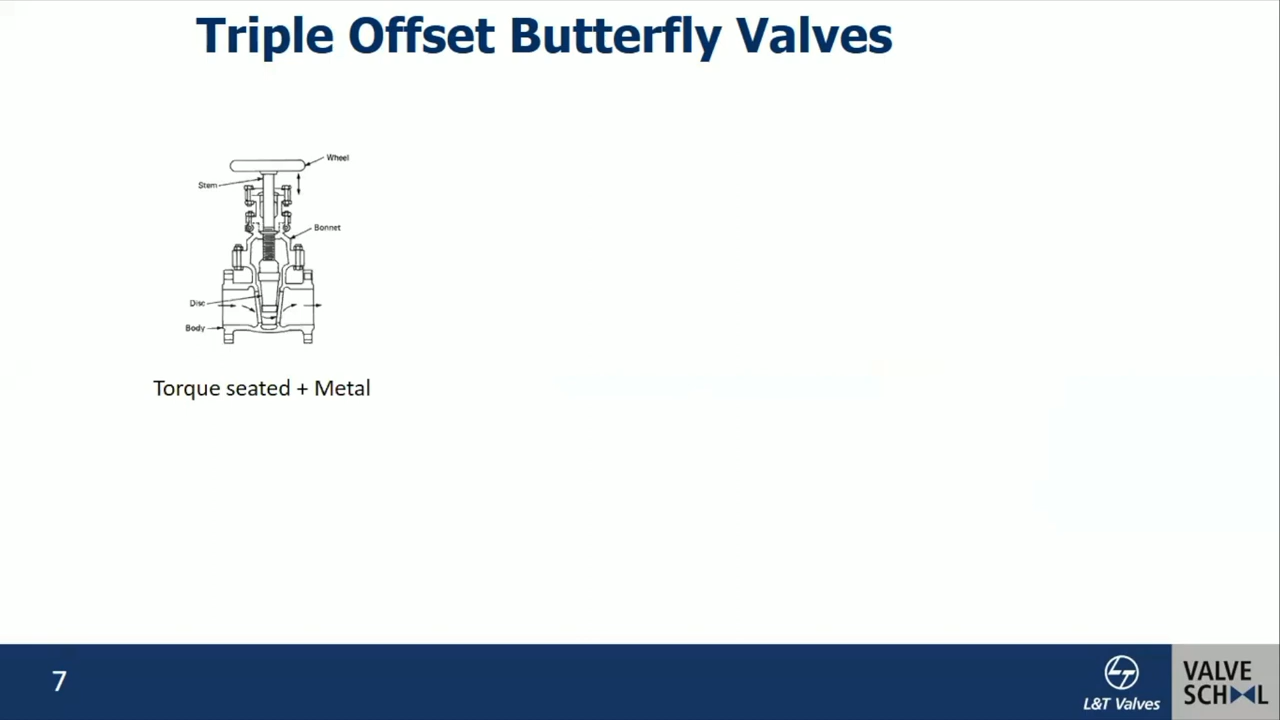 Triple Offset Butterfly Valves
Wheel
Stem
Bonnet
Disc
Body
Torque seated + Metal
7
L&T Valves
VALVE
SCHOOL